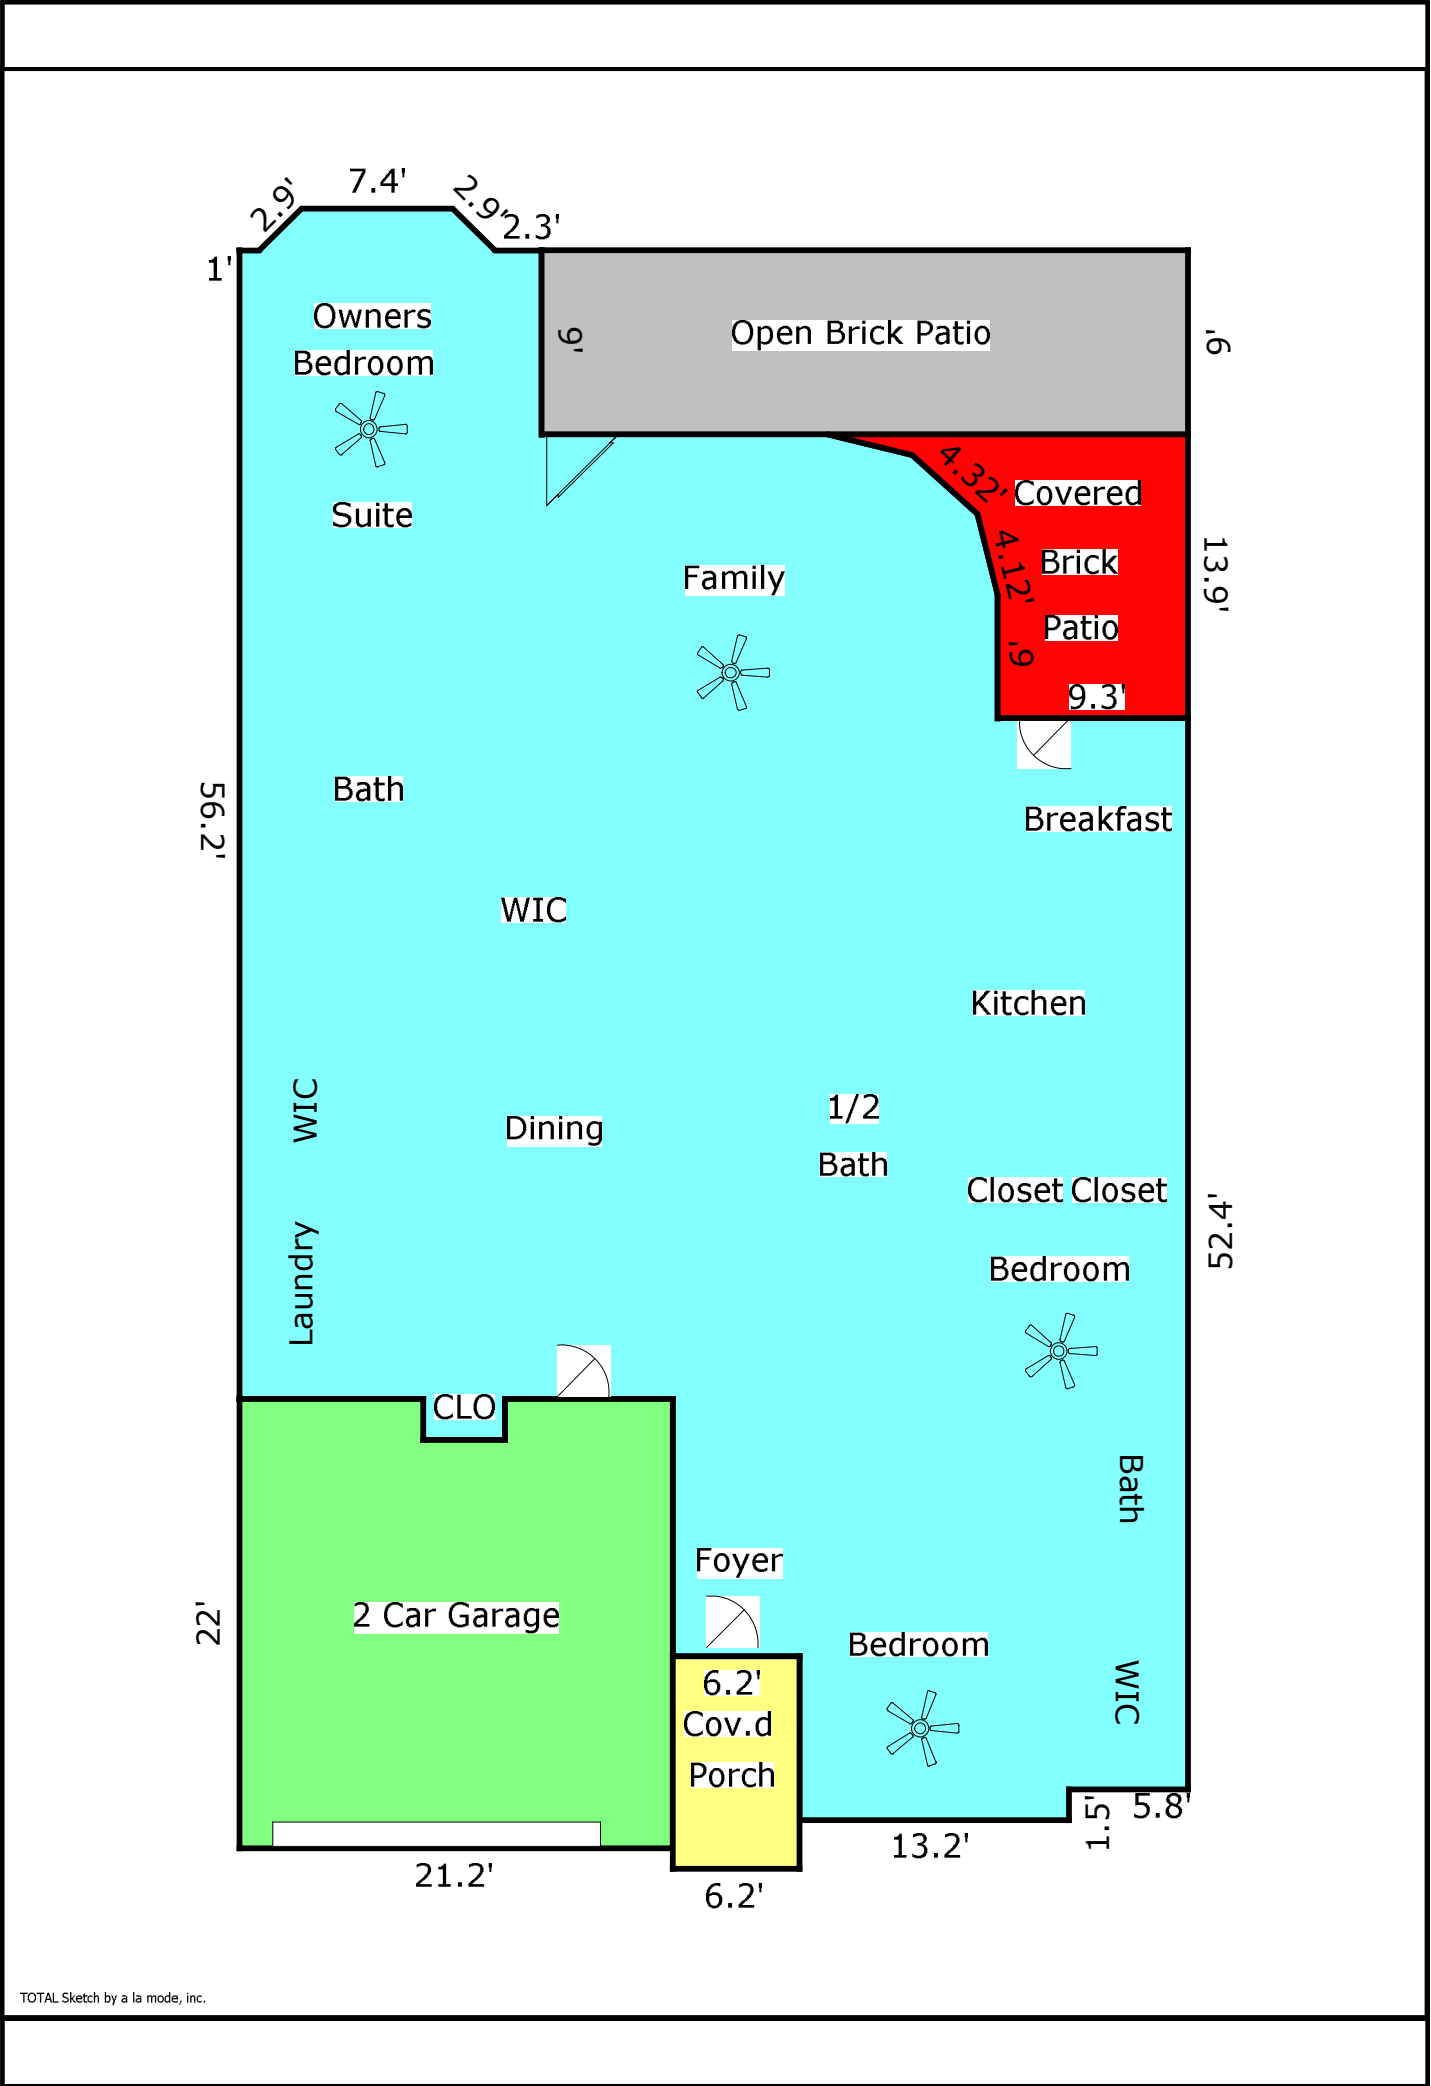 7.4'
2.9'
2.9'
2.3'
1'
Owners
Bedroom
Suite
9'
Open Brick Patio
9'
4.32'
Covered
4.12'
Brick
13.9'
Patio
6'
9.3'
Family
Bath
56.2'
Breakfast
WIC
Kitchen
WIC
Dining
1/2
Bath
Closet Closet
52.4'
Laundry
Bedroom
CLO
Bath
Foyer
22'
2 Car Garage
Bedroom
WIC
6.2'
Cov.d
Porch
1.5'
5.8'
13.2'
21.2'
6.2'
TOTAL Sketch by a la mode, inc.